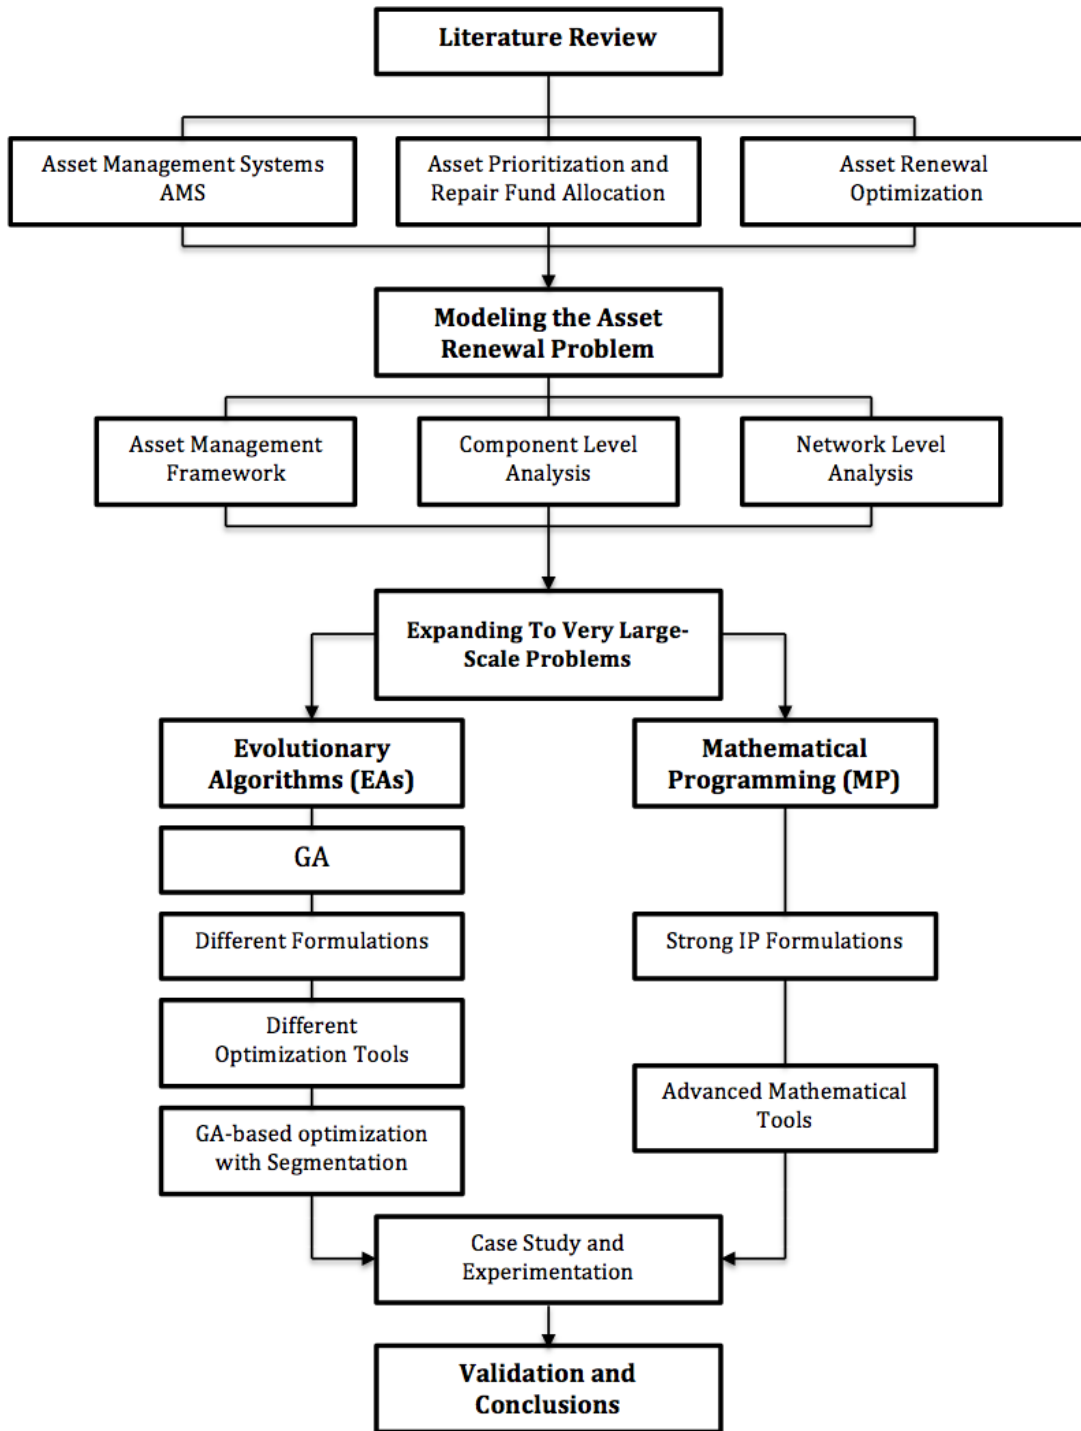 Literature Review
Asset Management Systems
AMS
Asset Prioritization and
Repair Fund Allocation
Asset Renewal
Optimization
Modeling the Asset
Renewal Problem
Asset Management
Framework
Component Level
Analysis
Network Level
Analysis
Expanding To Very Large-
Scale Problems
Evolutionary
Algorithms (EAs)
Mathematical
Programming (MP)
GA
Different Formulations
Strong IP Formulations
Different
Optimization Tools
Advanced Mathematical
Tools
GA-based optimization
with Segmentation
Case Study and
Experimentation
Validation and
Conclusions